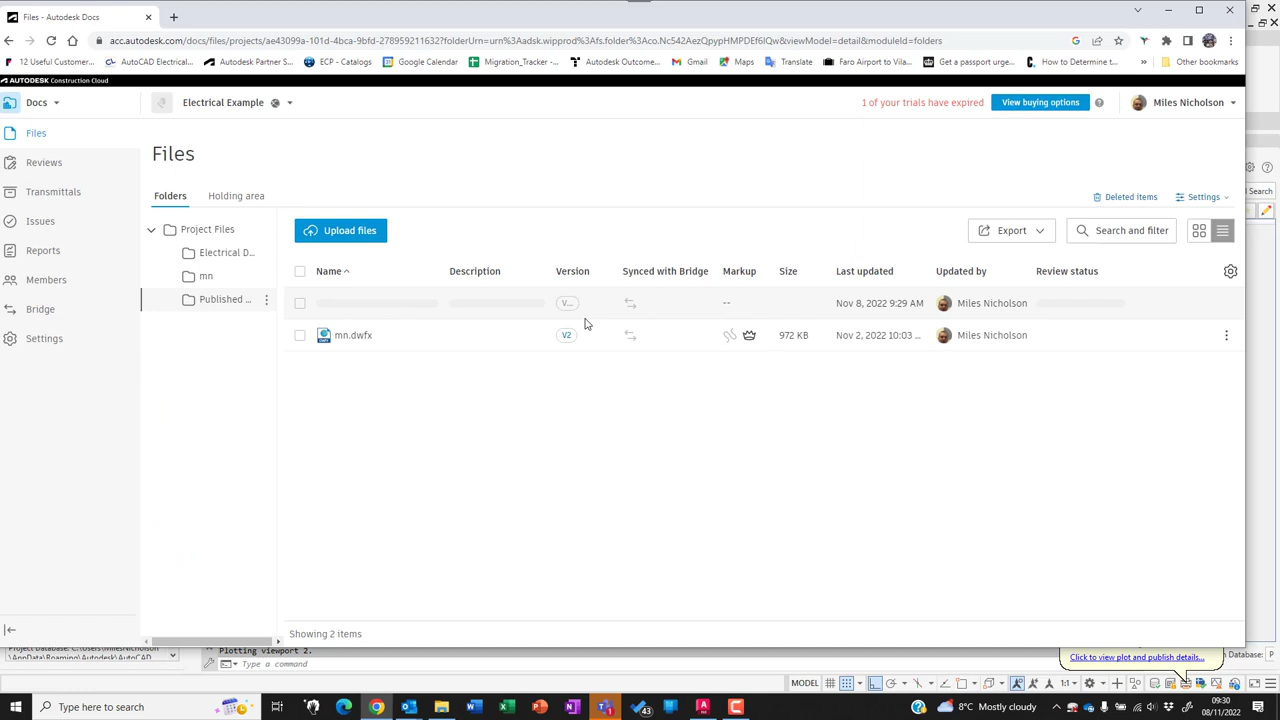 Files - Autodesk Docs
acc.autodesk.com/docs/files/projects/ae43099a-101d-4bca-9bfd-278959211632?folderUrn=urn%3Aadsk.wipprod%3Afs.folder%3Aco.Nc542AezQpypHMPDEf6IQw&viewModel=detail&moduleId=folders
12 Useful Customer... AutoCAD Electrical... Autodesk Partner S... ECP - Catalogs Google Calendar Migration_Tracker -... Autodesk Outcome... Gmail Maps Translate Faro Airport to Vila... Get a passport urge... How to Determine t... » Other bookmarks
AUTODESK Construction Cloud
Docs Electrical Example 1 of your trials have expired View buying options Miles Nicholson
Files
Reviews
Transmittals
Issues
Reports
Members
Bridge
Settings
Files
Folders Holding area Deleted items Settings
Project Files
Electrical D...
mn
Published ...
Upload files Export Search and filter
Name Description Version Synced with Bridge Markup Size Last updated Updated by Review status
V... -- Nov 8, 2022 9:29 AM Miles Nicholson
mn.dwfx V2 972 KB Nov 2, 2022 10:03 ... Miles Nicholson
Showing 2 items
Search
Project Database: C:\Users\MilesNicholson
\AppData\Roaming\Autodesk\AutoCAD
Plotting viewport 2.
Type a command
Click to view plot and publish details...
Database: P
MODEL 1:1
Type here to search 43 8°C Mostly cloudy 09:30
08/11/2022